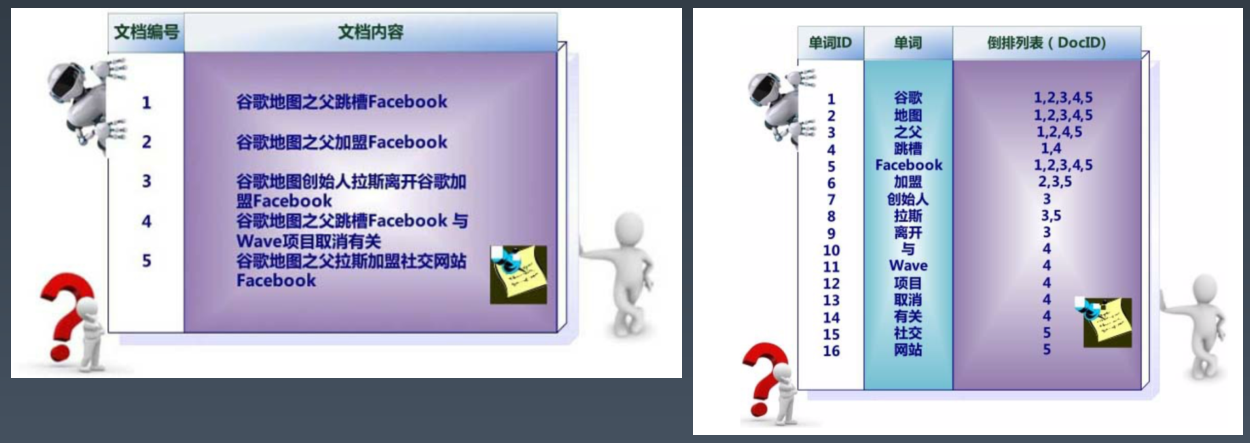 文档编号 文档内容
1 谷歌地图之父跳槽Facebook
2 谷歌地图之父加盟Facebook
3 谷歌地图创始人拉斯离开谷歌加
盟Facebook
4 谷歌地图之父跳槽Facebook 与
Wave项目取消有关
5 谷歌地图之父拉斯加盟社交网站
Facebook
单词ID 单词 倒排列表（DocID)
1 谷歌 1,2,3,4,5
2 地图 1,2,3,4,5
3 之父 1,2,4,5
4 跳槽 1,4
5 Facebook 1,2,3,4,5
6 加盟 2,3,5
7 创始人 3
8 拉斯 3,5
9 离开 3
10 与 4
11 Wave 4
12 项目 4
13 取消 4
14 有关 4
15 社交 5
16 网站 5